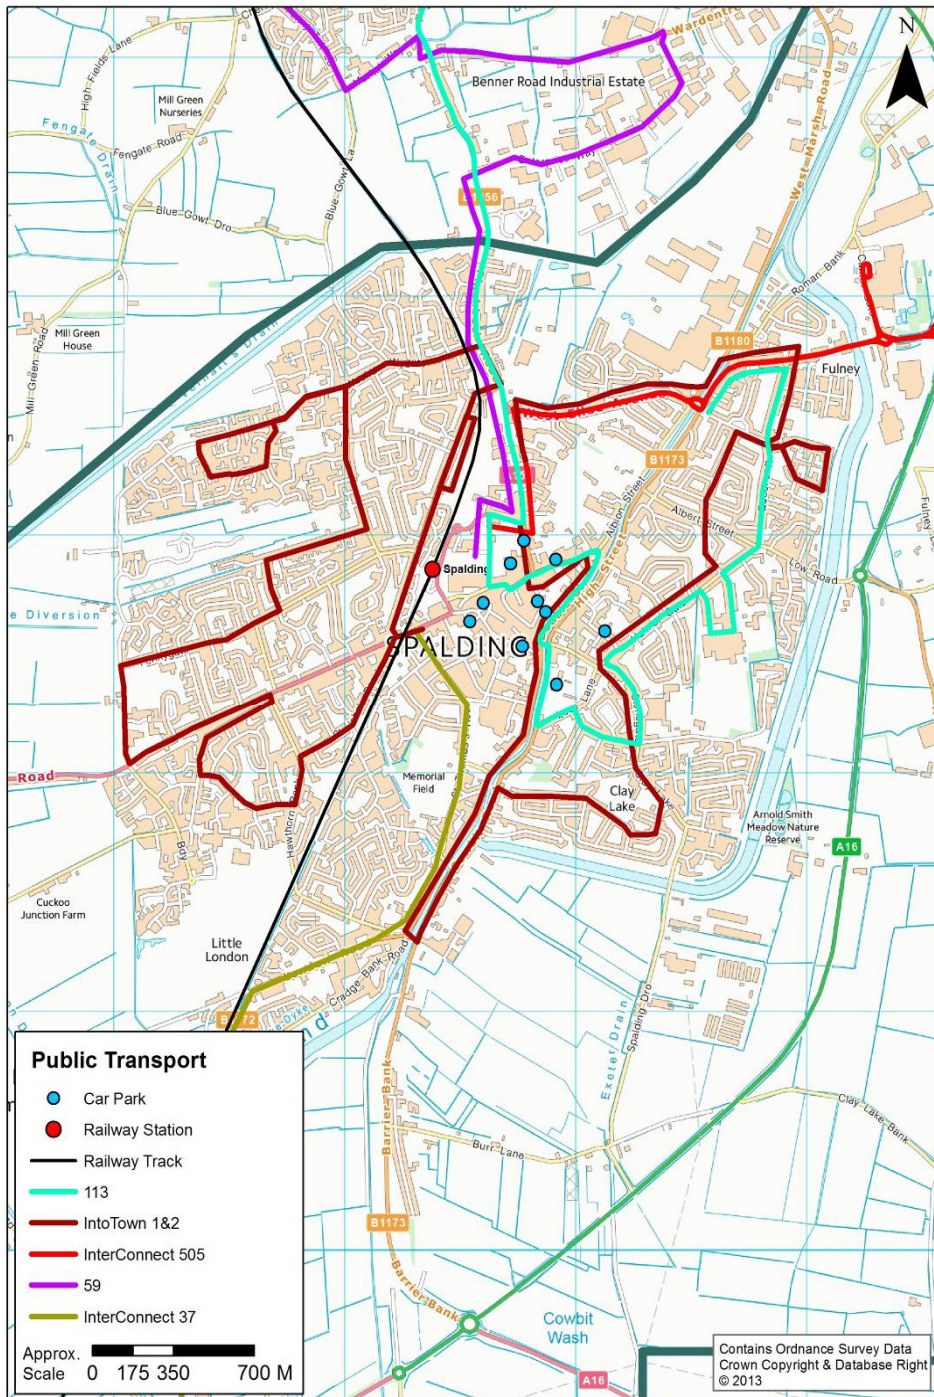 N
High Fields Lane
Wardentree
Mill Green
Nurseries
Benner Road Industrial Estate
Fengate Drain
Fengate Road
Blue Gowt La
West Marsh Road
Blue Gowt Dro
Roman Bank
Mill Green
House
Mill Green Road
Vernatt's Drain
B1180
Fulney
B1173
Albion Street
Albert Street
High Street
Low Road
Spalding
e Diversion
SPALDING
Lane
Road
Memorial
Field
Clay
Lake
Arnold Smith
Meadow Nature
Reserve
A16
Hawthorn Bank
Bdy
Cuckoo
Junction Farm
Little
London
Cradge Bank Road
Exeter Drain
Spalding Dro
Clay Lake Bank
Burr Lane
Barrier Bank
B1173
Barrier Bank
Cowbit
Wash
A16
Public Transport
Car Park
Railway Station
Railway Track
113
IntoTown 1&2
InterConnect 505
59
InterConnect 37
Approx.
Scale 0 175 350 700 M
Contains Ordnance Survey Data
Crown Copyright & Database Right
© 2013